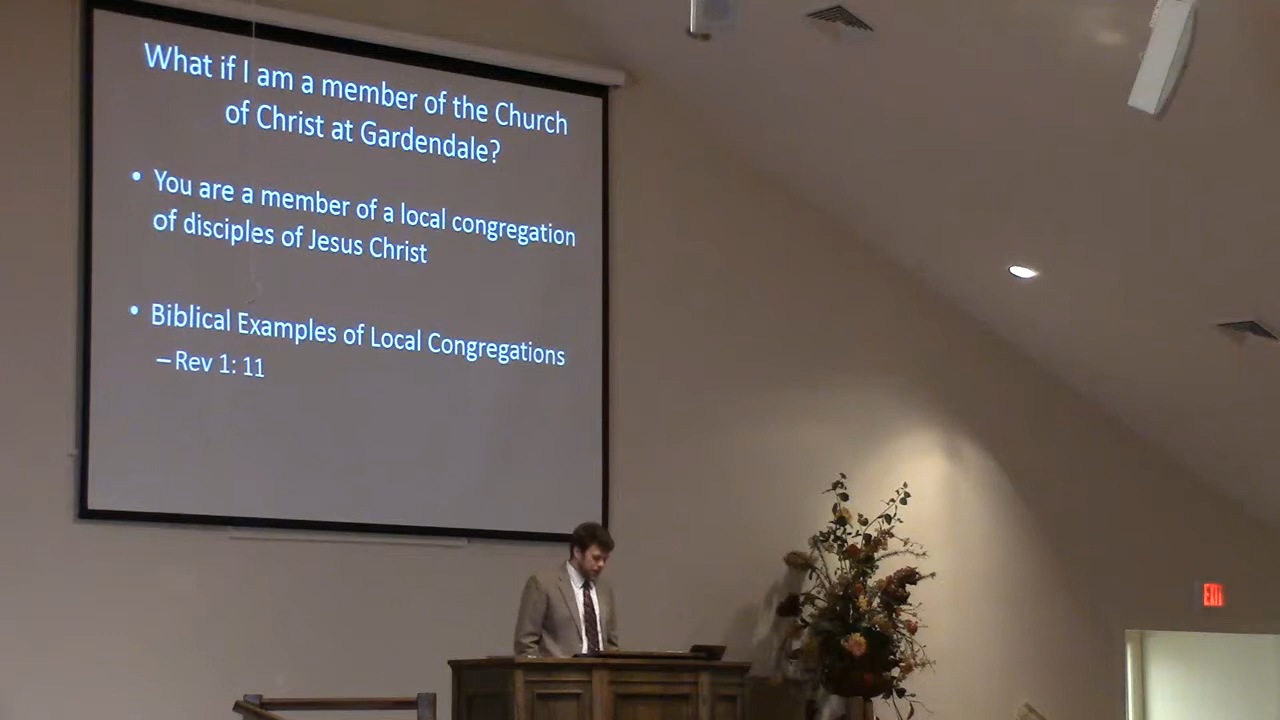 What if I am a member of the Church
of Christ at Gardendale?
• You are a member of a local congregation
of disciples of Jesus Christ
• Biblical Examples of Local Congregations
– Rev 1: 11
EXIT